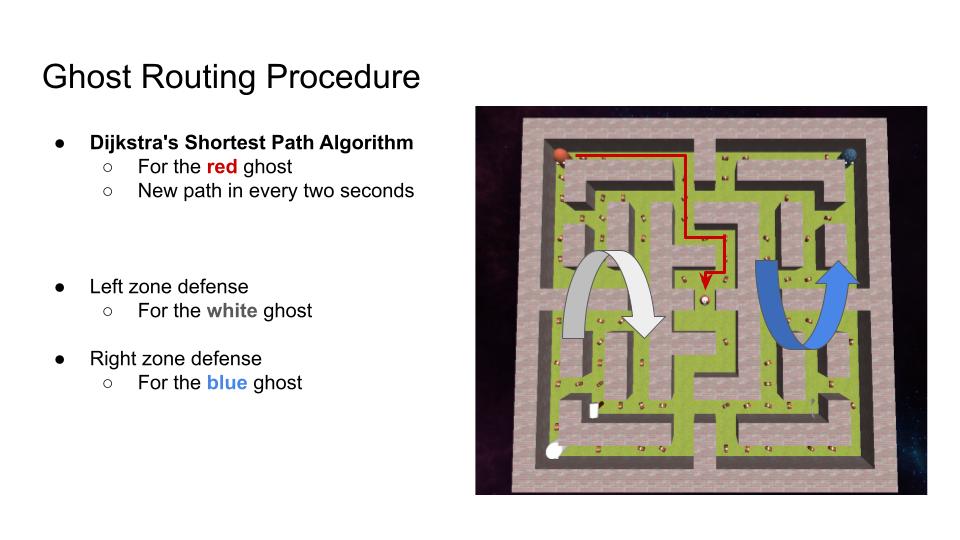 Ghost Routing Procedure
● Dijkstra's Shortest Path Algorithm
○ For the red ghost
○ New path in every two seconds
● Left zone defense
○ For the white ghost
● Right zone defense
○ For the blue ghost